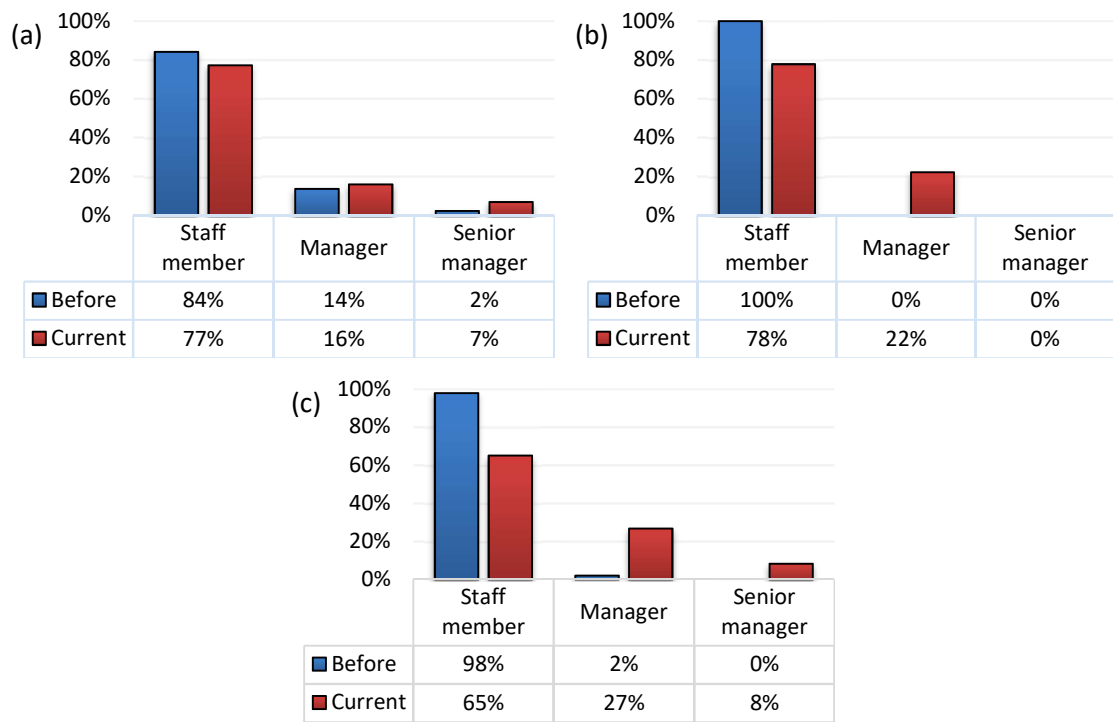 (a)
100%
80%
60%
40%
20%
0%
Staff member
Manager
Senior manager
Before 84% 14% 2%
Current 77% 16% 7%
(b)
100%
80%
60%
40%
20%
0%
Staff member
Manager
Senior manager
Before 100% 0% 0%
Current 78% 22% 0%
(c)
100%
80%
60%
40%
20%
0%
Staff member
Manager
Senior manager
Before 98% 2% 0%
Current 65% 27% 8%